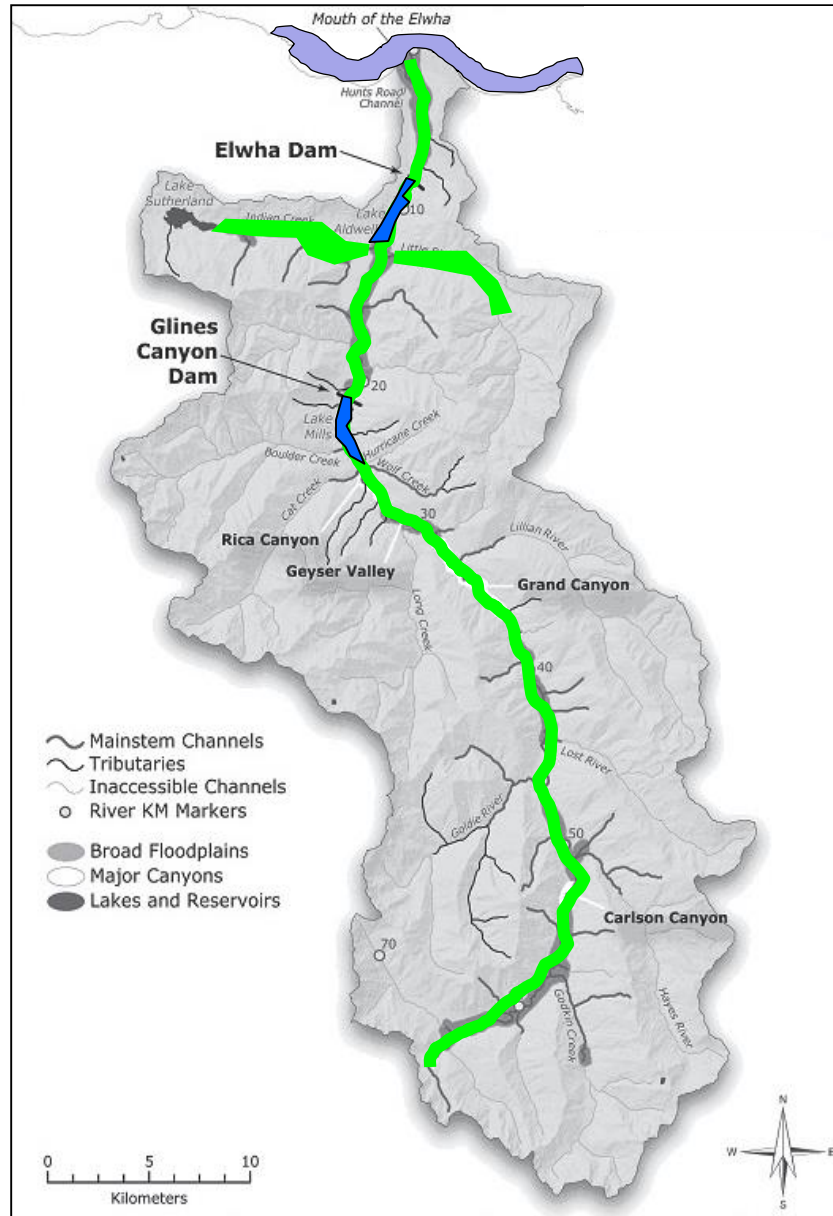 Mouth of the Elwha
Hunts Road
Channel
Elwha Dam
Lake
Sutherland
Indian Creek
Lake
Aldwell
10
Little
Glines
Canyon
Dam
20
Lake
Mills
Hurricane Creek
Boulder Creek
Wolf Creek
Cat Creek
30
Rica Canyon
Lillian River
Geyser Valley
Grand Canyon
Long Creek
40
Mainstem Channels
Tributaries
Inaccessible Channels
River KM Markers
Broad Floodplains
Major Canyons
Lakes and Reservoirs
Lost River
Goldie River
50
Carlson Canyon
70
Godkin Creek
Hayes River
0 5 10
Kilometers
N
W E
S